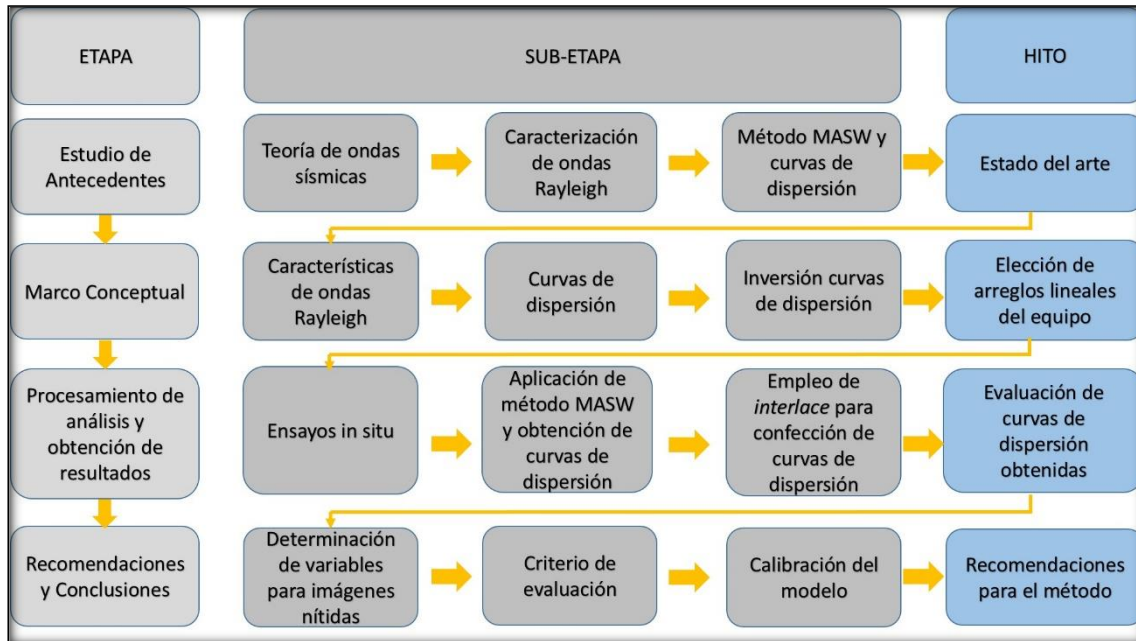 ETAPA
SUB-ETAPA
HITO
Estudio de
Antecedentes
Teoría de ondas
sísmicas
Caracterización
de ondas
Rayleigh
Método MASW y
curvas de
dispersión
Estado del arte
Marco Conceptual
Características
de ondas
Rayleigh
Curvas de
dispersión
Inversión curvas
de dispersión
Elección de
arreglos lineales
del equipo
Procesamiento de
análisis y
obtención de
resultados
Ensayos in situ
Aplicación de
método MASW
y obtención de
curvas de
dispersión
Empleo de
interlace para
confección de
curvas de
dispersión
Evaluación de
curvas de
dispersión
obtenidas
Recomendaciones
y Conclusiones
Determinación
de variables
para imágenes
nítidas
Criterio de
evaluación
Calibración del
modelo
Recomendaciones
para el método